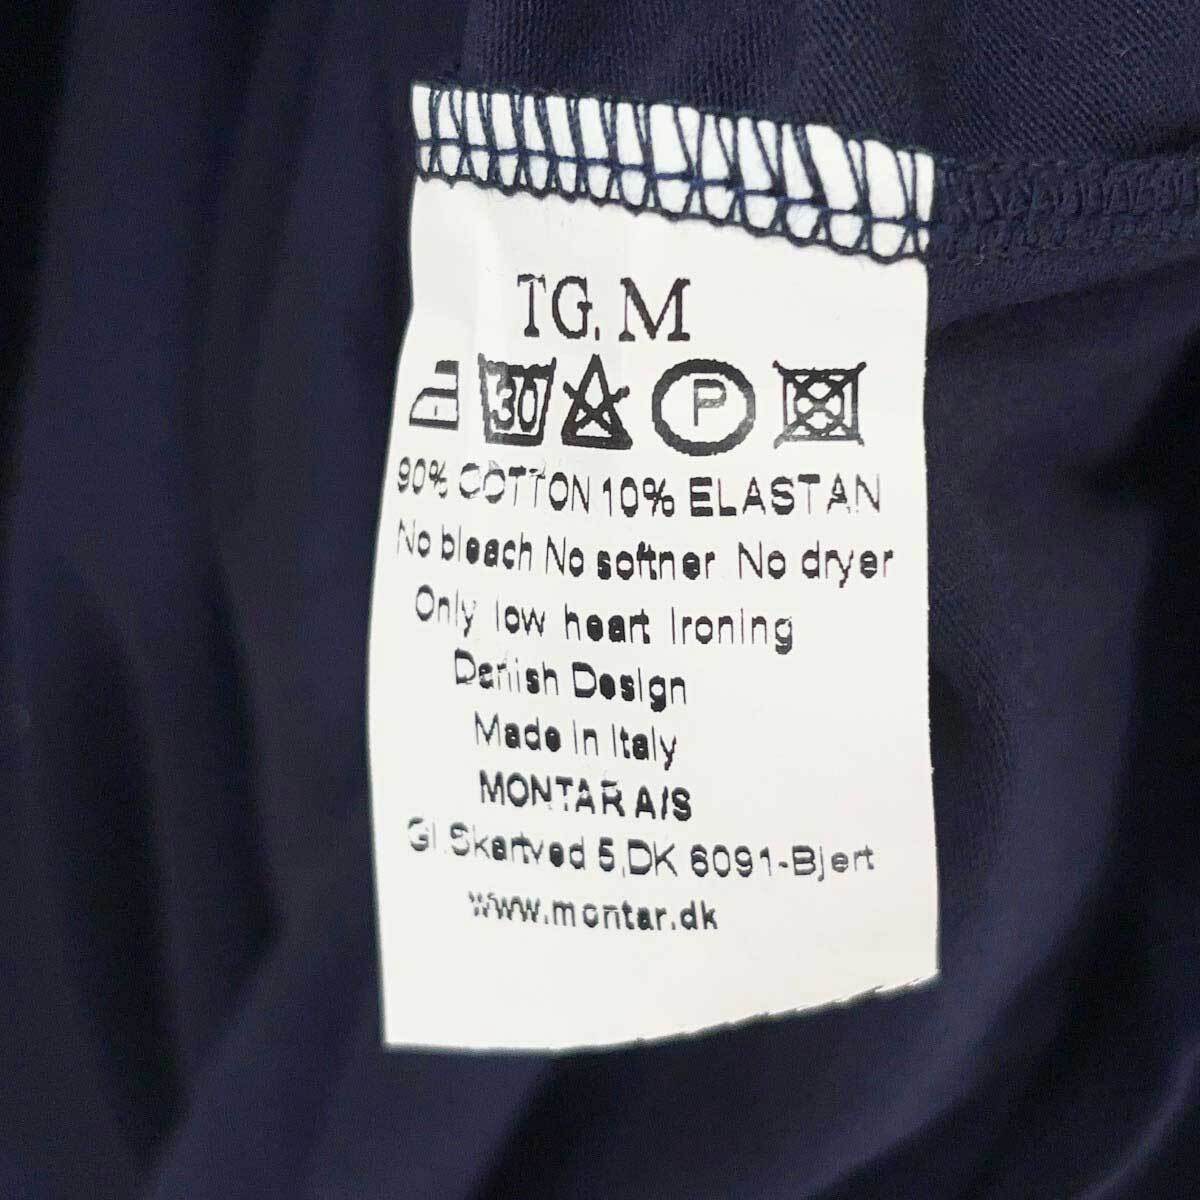 TG. M
30 P
90% COTTON 10% ELASTAN
No bleach No softner No dryer
Only low heart Ironing
Danish Design
Made in Italy
MONTAR A/S
Gl. Skartved 5, DK 6091-Bjert
www.montar.dk